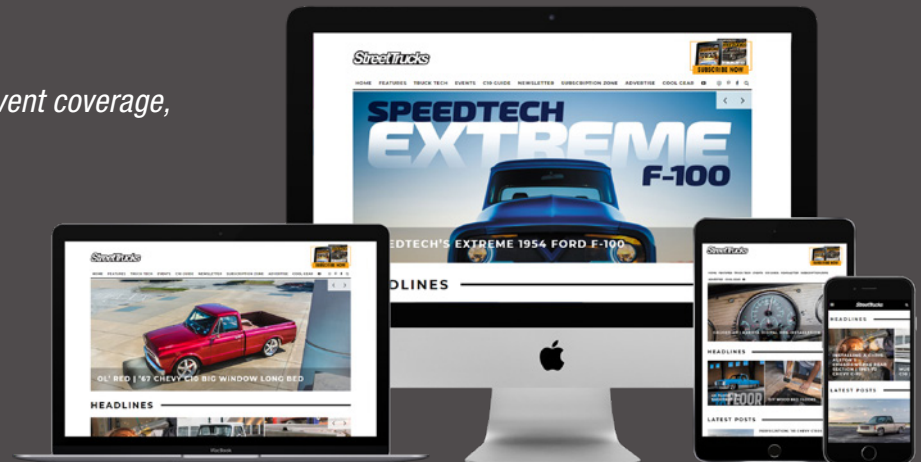 vent coverage,
StreetTrucks
SUBSCRIBE NOW
HOME FEATURES TRUCK TECH EVENTS C10 GUIDE NEWSLETTER SUBSCRIPTION ZONE ADVERTISE COOL GEAR
SPEEDTECH
EXTREME
F-100
EDTECH'S EXTREME 1954 FORD F-100
DLINES
StreetTrucks
SUBSCRIBE NOW
HOME FEATURES TRUCK TECH EVENTS C10 GUIDE NEWSLETTER SUBSCRIPTION ZONE ADVERTISE COOL GEAR
OL' RED | '67 CHEVY C10 BIG WINDOW LONG BED
HEADLINES
MacBook
StreetTrucks
HEADLINES
FLOOR
LATEST POSTS
StreetTrucks
HEADLINES
LATEST POSTS